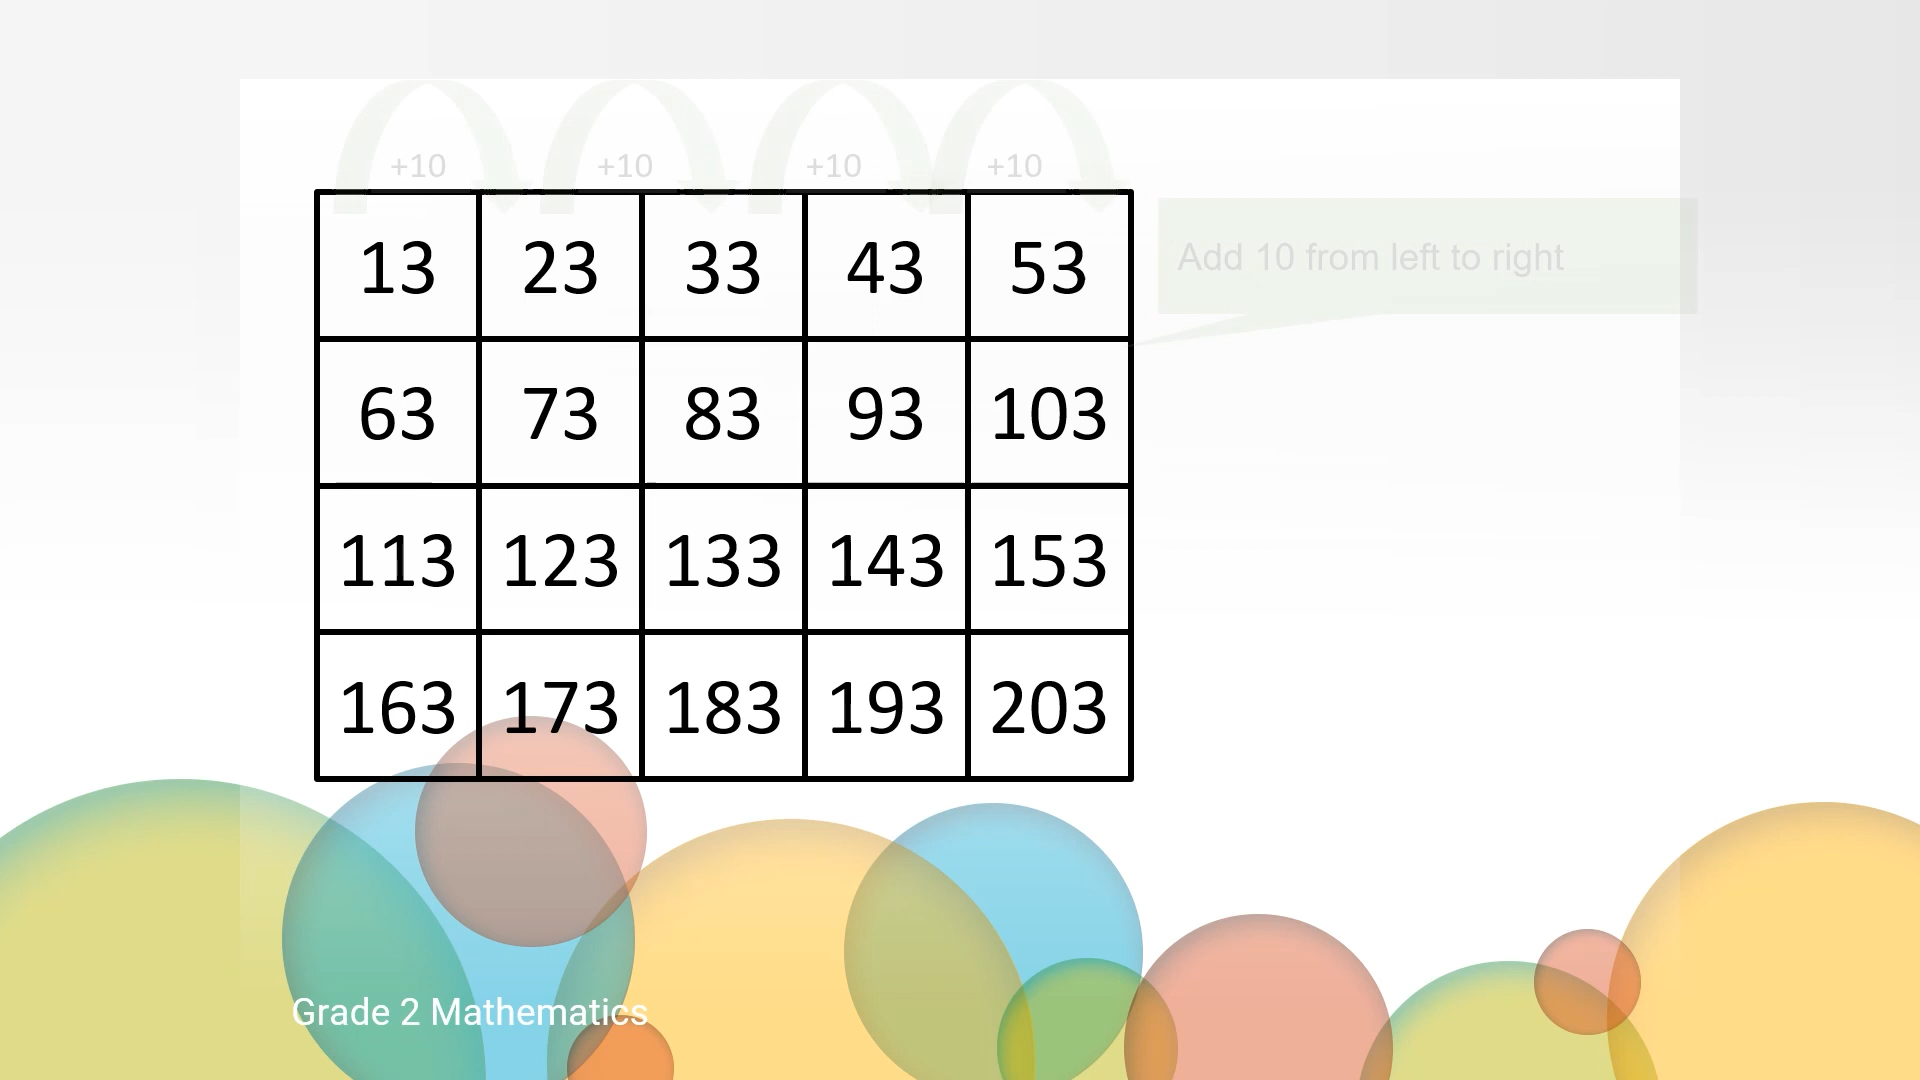 +10 +10 +10 +10
13 23 33 43 53
Add 10 from left to right
63 73 83 93 103
113 123 133 143 153
163 173 183 193 203
Grade 2 Mathematics